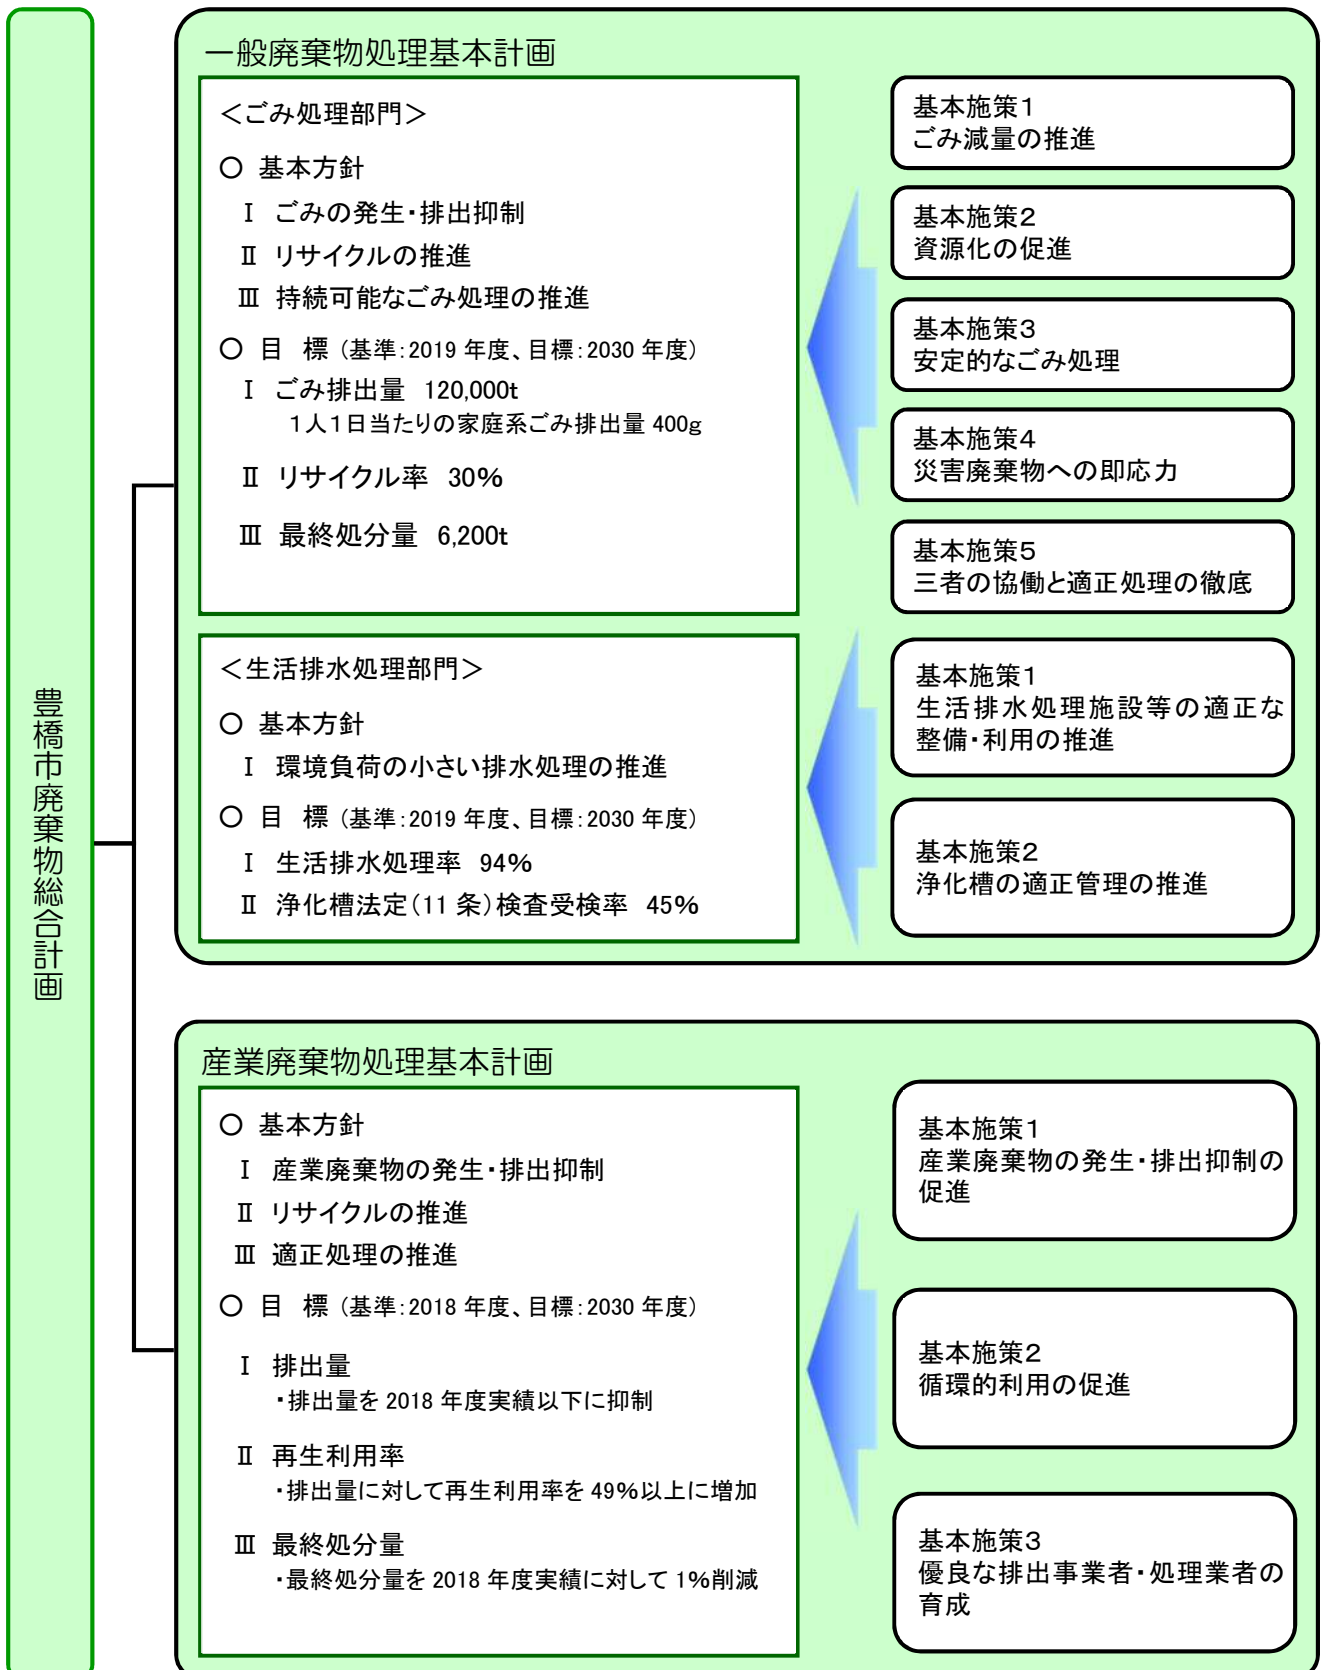 豊橋市廃棄物総合計画
一般廃棄物処理基本計画
＜ごみ処理部門＞
○ 基本方針
Ⅰ ごみの発生・排出抑制
Ⅱ リサイクルの推進
Ⅲ 持続可能なごみ処理の推進
○ 目 標（基準：2019 年度、目標：2030 年度）
Ⅰ ごみ排出量 120,000t
１人１日当たりの家庭系ごみ排出量 400g
Ⅱ リサイクル率 30%
Ⅲ 最終処分量 6,200t
基本施策１
ごみ減量の推進
基本施策２
資源化の促進
基本施策３
安定的なごみ処理
基本施策４
災害廃棄物への即応力
基本施策５
三者の協働と適正処理の徹底
＜生活排水処理部門＞
○ 基本方針
Ⅰ 環境負荷の小さい排水処理の推進
○ 目 標（基準：2019 年度、目標：2030 年度）
Ⅰ 生活排水処理率 94%
Ⅱ 浄化槽法定（11 条）検査受検率 45%
基本施策１
生活排水処理施設等の適正な
整備・利用の推進
基本施策２
浄化槽の適正管理の推進
産業廃棄物処理基本計画
○ 基本方針
Ⅰ 産業廃棄物の発生・排出抑制
Ⅱ リサイクルの推進
Ⅲ 適正処理の推進
○ 目 標（基準：2018 年度、目標：2030 年度）
Ⅰ 排出量
・排出量を 2018 年度実績以下に抑制
Ⅱ 再生利用率
・排出量に対して再生利用率を 49%以上に増加
Ⅲ 最終処分量
・最終処分量を 2018 年度実績に対して 1%削減
基本施策１
産業廃棄物の発生・排出抑制の
促進
基本施策２
循環的利用の促進
基本施策３
優良な排出事業者・処理業者の
育成